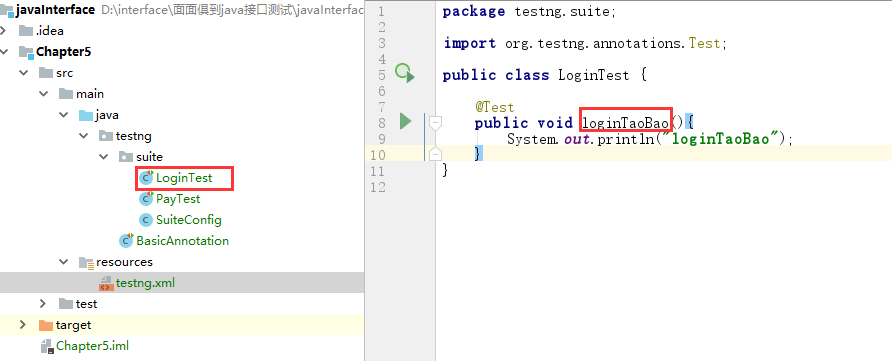 javaInterface D:\interface\面面俱到java接口测试\javaInterfac
.idea
Chapter5
src
main
java
testng
suite
LoginTest
PayTest
SuiteConfig
BasicAnnotation
resources
testng.xml
test
target
Chapter5.iml
1 package testng.suite;
2
3 import org.testng.annotations.Test;
4
5 public class LoginTest {
6
7 @Test
8 public void loginTaoBao(){
9 System.out.println("loginTaoBao");
10 }
11 }
12